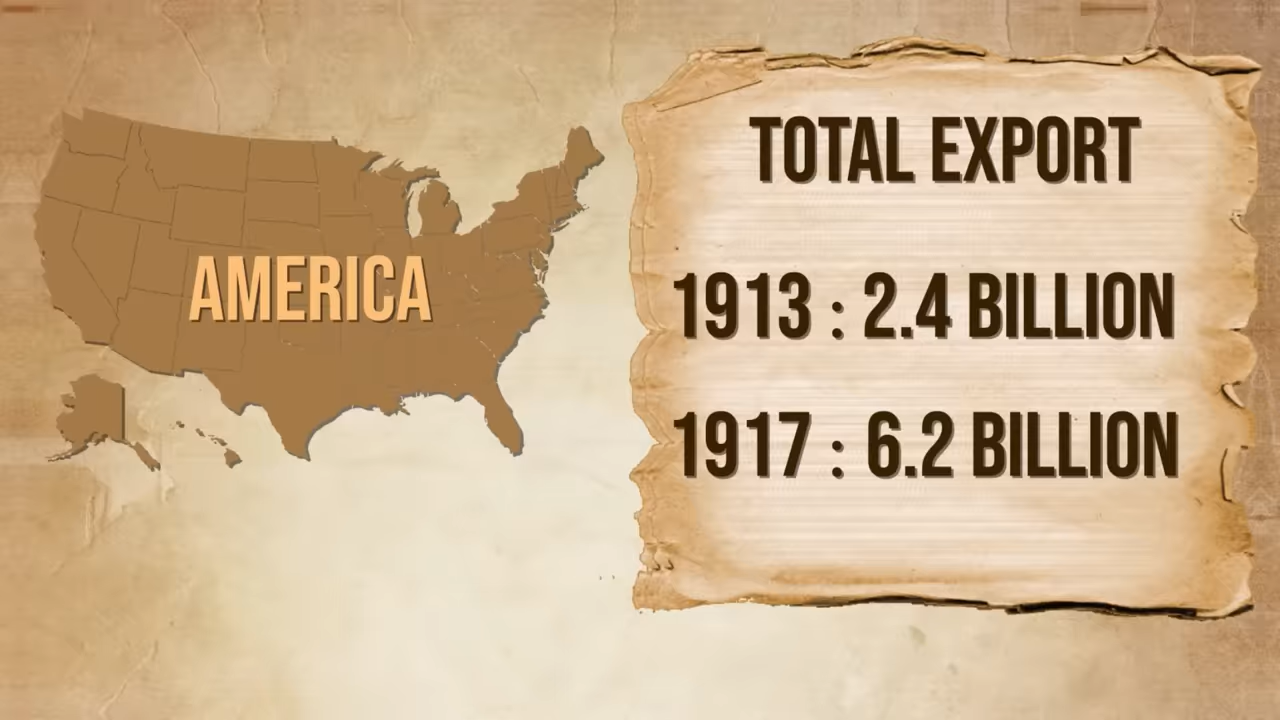 AMERICA
TOTAL EXPORT
1913 : 2.4 BILLION
1917 : 6.2 BILLION